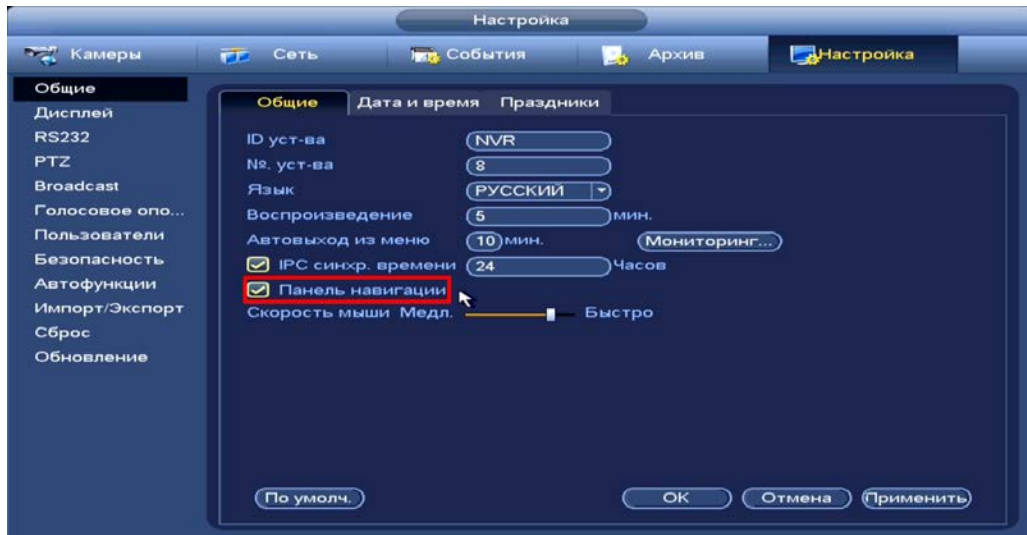 Настройка
Камеры Сеть События Архив Настройка
Общие
Дисплей
RS232
PTZ
Broadcast
Голосовое опо...
Пользователи
Безопасность
Автофункции
Импорт/Экспорт
Сброс
Обновление
Общие Дата и время Праздники
ID уст-ва NVR
№. уст-ва 8
Язык РУССКИЙ
Воспроизведение 5 мин.
Автовыход из меню 10 мин. Мониторинг...
IPC синхр. времени 24 Часов
Панель навигации
Скорость мыши Медл. Быстро
По умолч. OK Отмена Применить